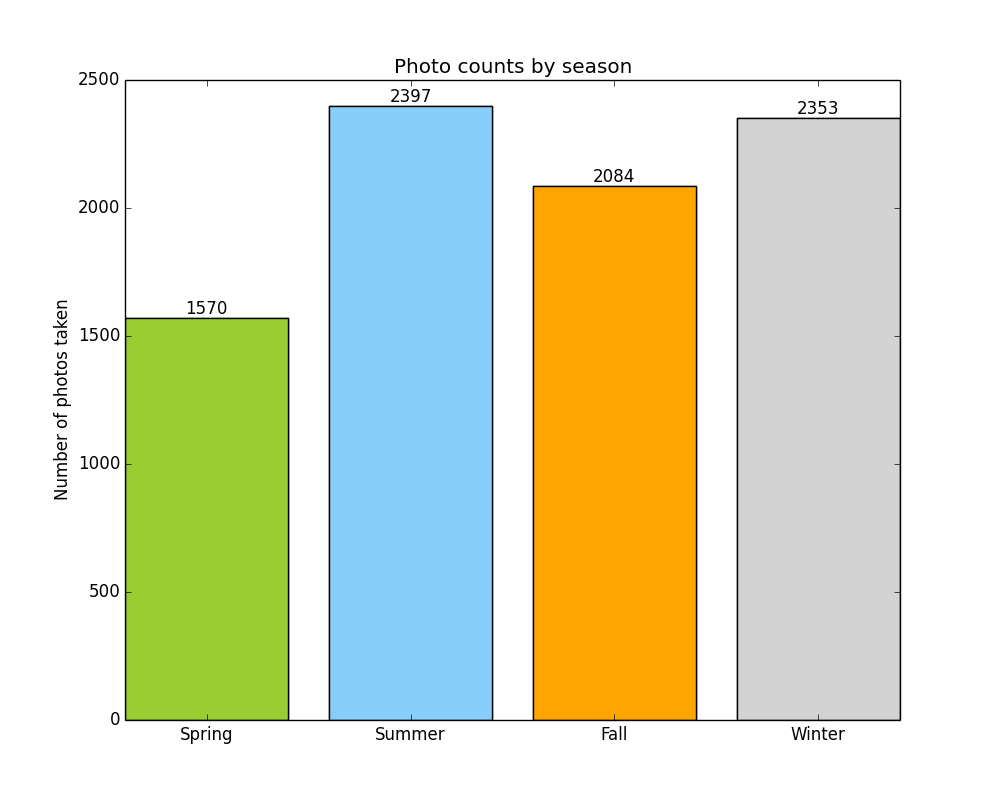 Photo counts by season
2500
2000
1500
1000
500
0
Number of photos taken
1570
2397
2084
2353
Spring
Summer
Fall
Winter